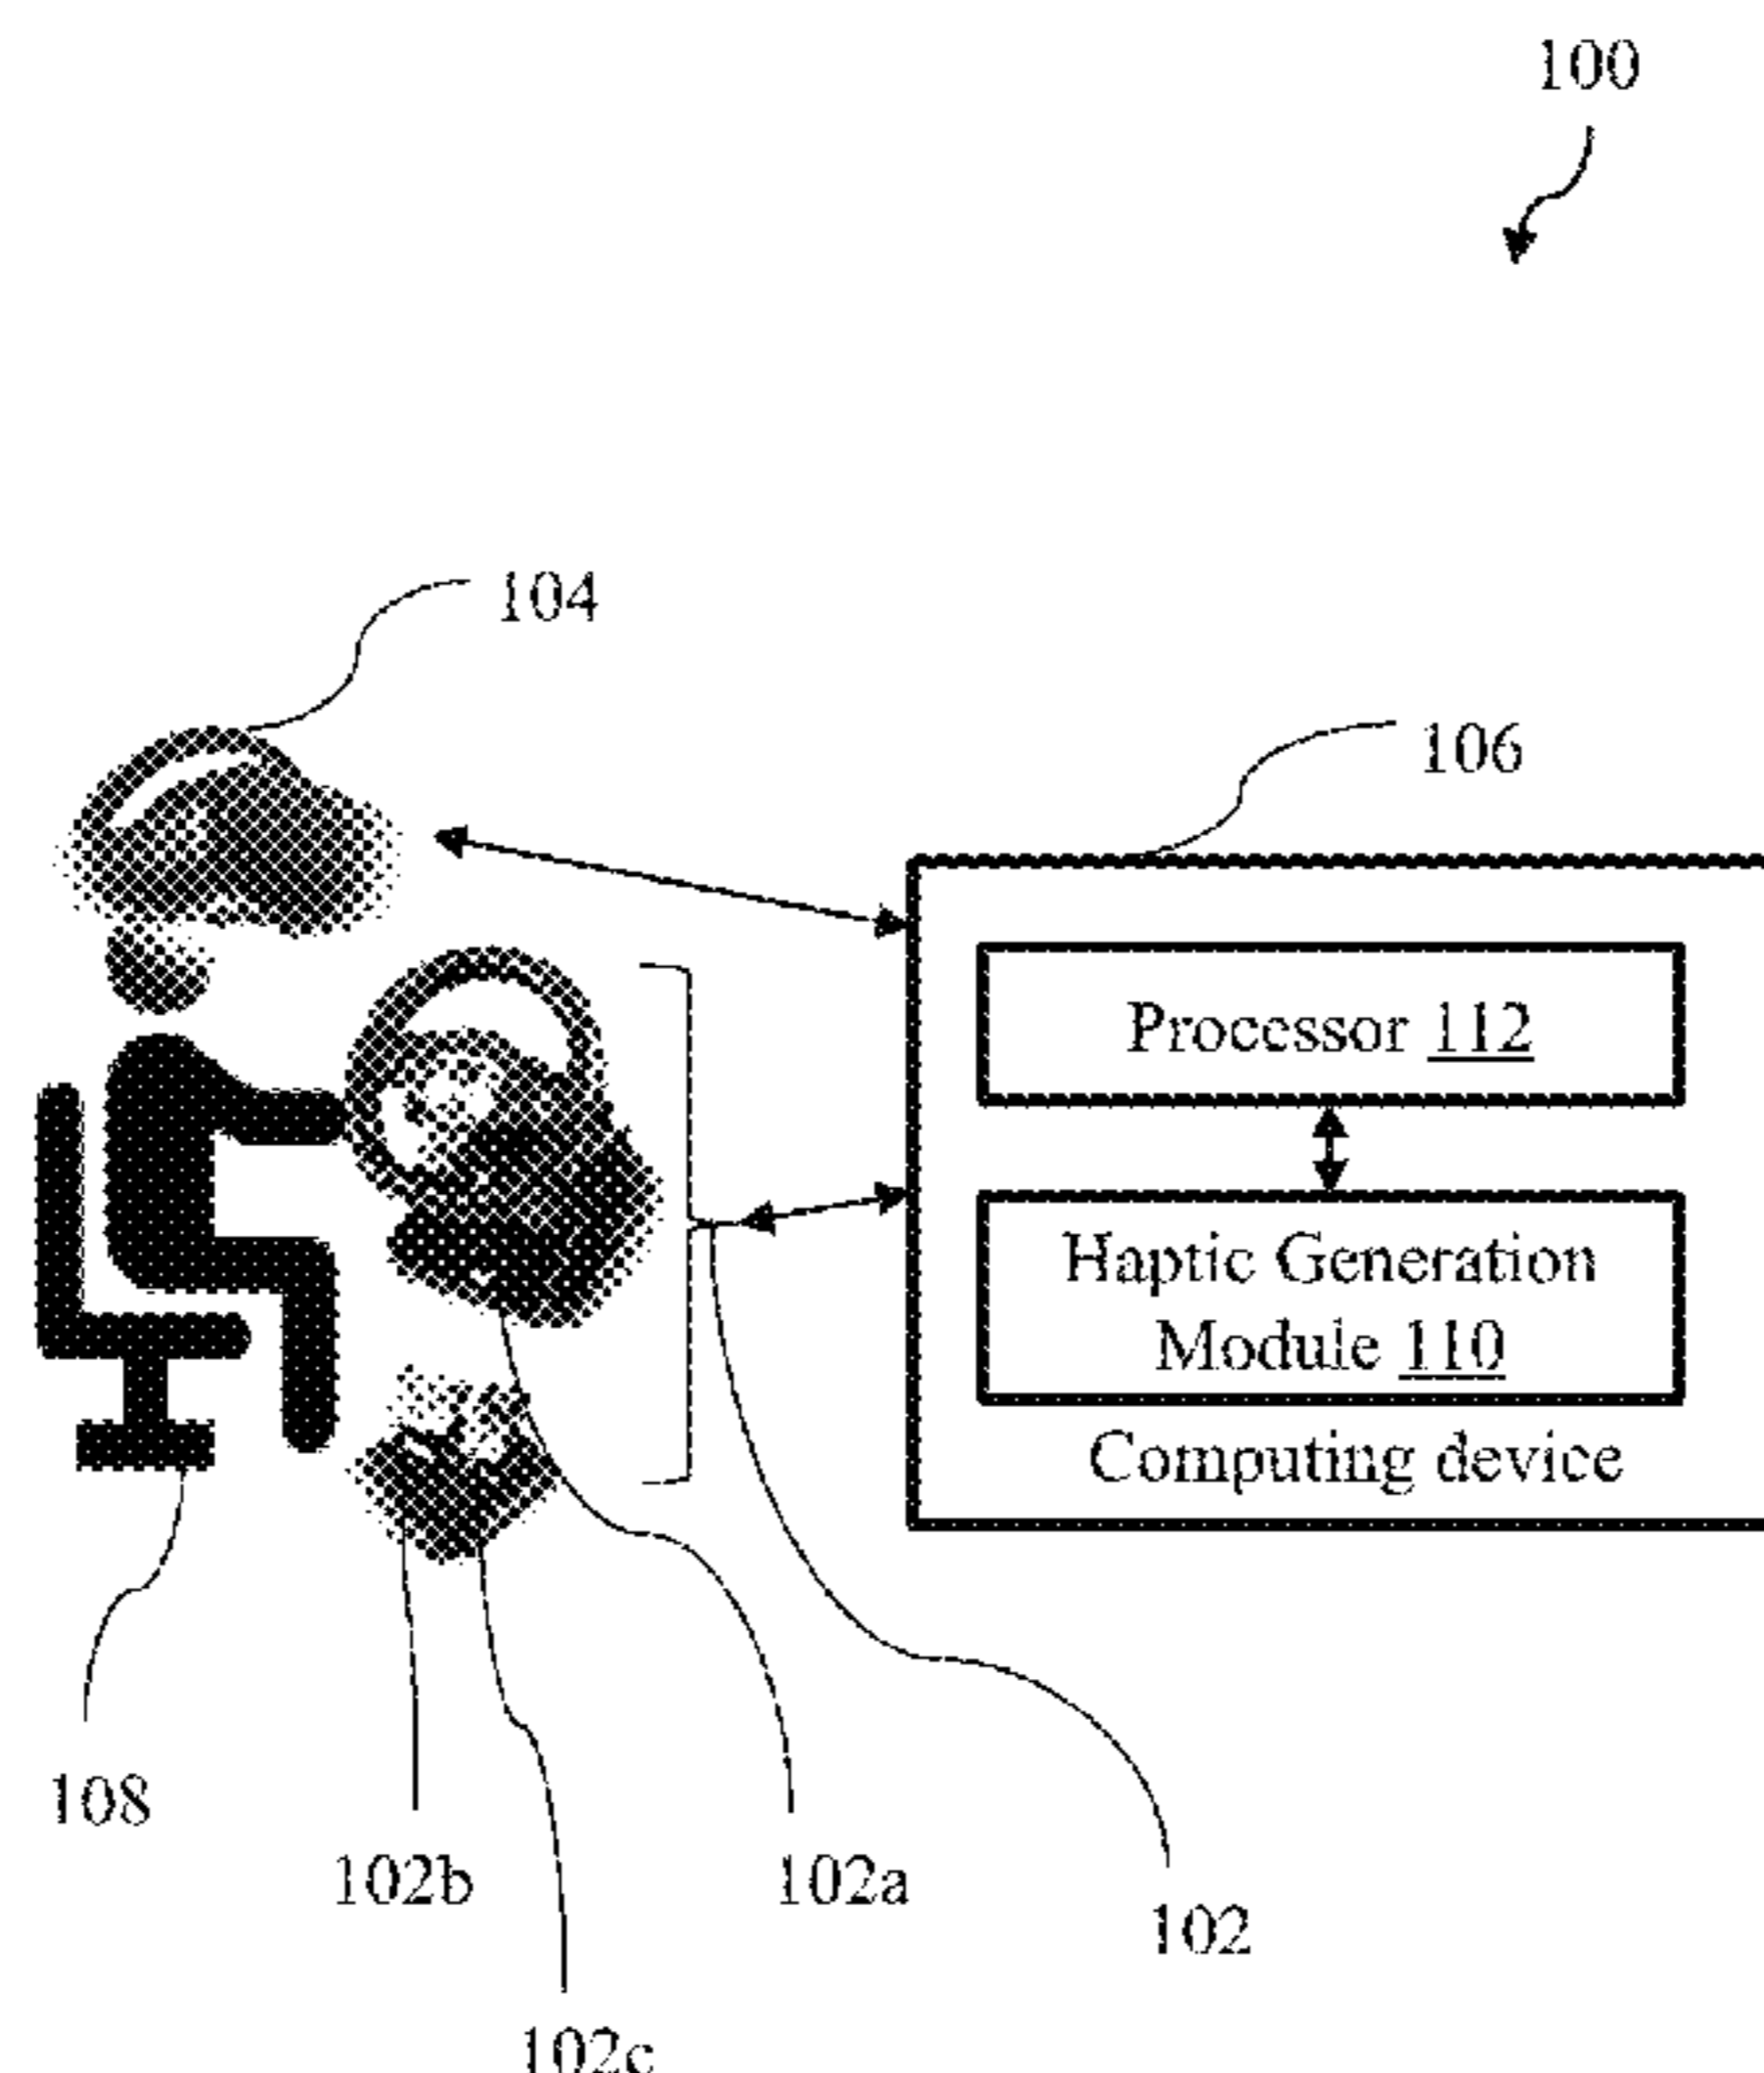 100
104
106
Processor 112
Haptic Generation
Module 110
Computing device
108
102b
102a
102
102c